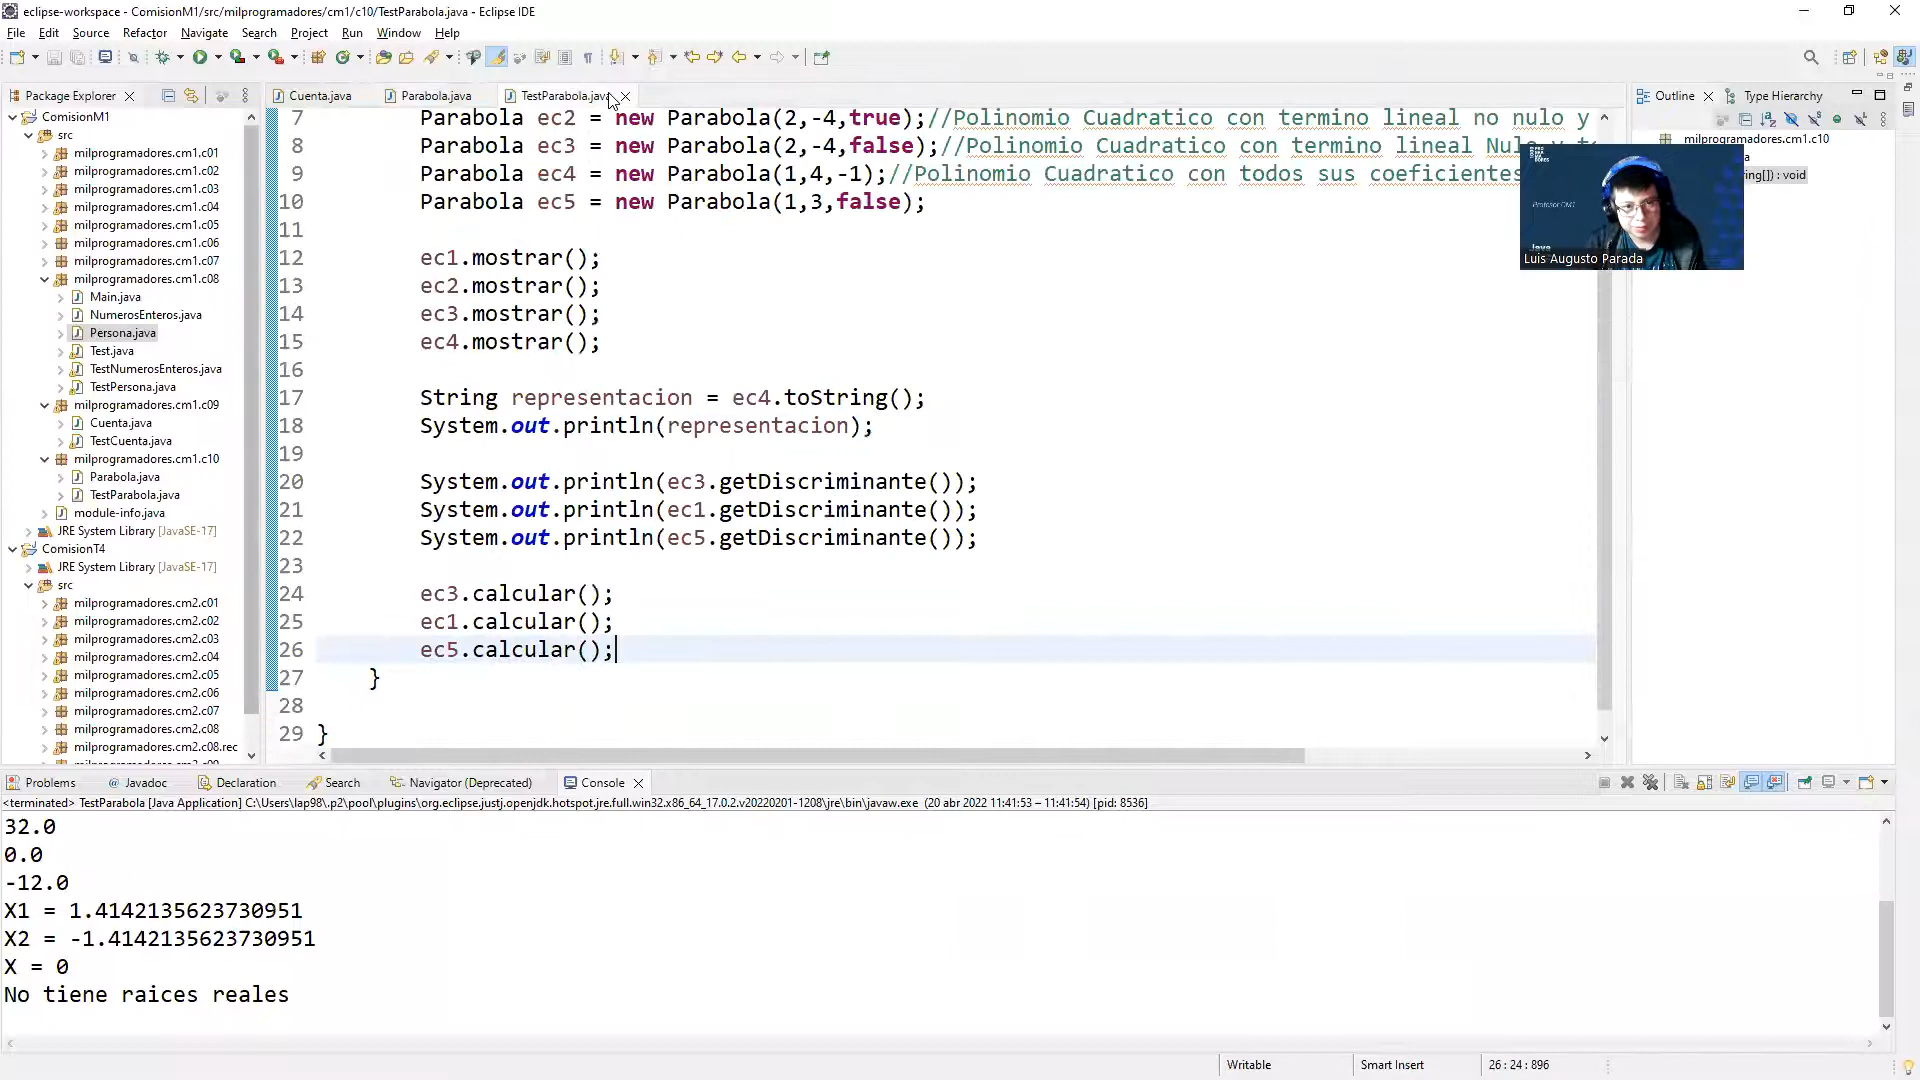 eclipse-workspace - ComisionM1/src/milprogramadores/cm1/c10/TestParabola.java - Eclipse IDE
File Edit Source Refactor Navigate Search Project Run Window Help
Package Explorer
ComisionM1
src
milprogramadores.cm1.c01
milprogramadores.cm1.c02
milprogramadores.cm1.c03
milprogramadores.cm1.c04
milprogramadores.cm1.c05
milprogramadores.cm1.c06
milprogramadores.cm1.c07
milprogramadores.cm1.c08
Main.java
NumerosEnteros.java
Persona.java
Test.java
TestNumerosEnteros.java
TestPersona.java
milprogramadores.cm1.c09
Cuenta.java
TestCuenta.java
milprogramadores.cm1.c10
Parabola.java
TestParabola.java
module-info.java
JRE System Library [JavaSE-17]
ComisionT4
JRE System Library [JavaSE-17]
src
milprogramadores.cm2.c01
milprogramadores.cm2.c02
milprogramadores.cm2.c03
milprogramadores.cm2.c04
milprogramadores.cm2.c05
milprogramadores.cm2.c06
milprogramadores.cm2.c07
milprogramadores.cm2.c08
milprogramadores.cm2.c08.rec
Cuenta.java Parabola.java TestParabola.java
7 Parabola ec2 = new Parabola(2,-4,true);//Polinomio Cuadratico con termino lineal no nulo y
8 Parabola ec3 = new Parabola(2,-4,false);//Polinomio Cuadratico con termino lineal
9 Parabola ec4 = new Parabola(1,4,-1);//Polinomio Cuadratico con todos sus coeficientes
10 Parabola ec5 = new Parabola(1,3,false);
11
12 ec1.mostrar();
13 ec2.mostrar();
14 ec3.mostrar();
15 ec4.mostrar();
16
17 String representacion = ec4.toString();
18 System.out.println(representacion);
19
20 System.out.println(ec3.getDiscriminante());
21 System.out.println(ec1.getDiscriminante());
22 System.out.println(ec5.getDiscriminante());
23
24 ec3.calcular();
25 ec1.calcular();
26 ec5.calcular();
27 }
28
29 }
Outline Type Hierarchy
milprogramadores.cm1.c10
ring[]) : void
Profesor CM1
Java
Luis Augusto Parada
Problems Javadoc Declaration Search Navigator (Deprecated) Console
<terminated> TestParabola [Java Application] C:\Users\lap98\.p2\pool\plugins\org.eclipse.justj.openjdk.hotspot.jre.full.win32.x86_64_17.0.2.v20220201-1208\jre\bin\javaw.exe (20 abr 2022 11:41:53 – 11:41:54) [pid: 8536]
32.0
0.0
-12.0
X1 = 1.4142135623730951
X2 = -1.4142135623730951
X = 0
No tiene raices reales
Writable Smart Insert 26 : 24 : 896